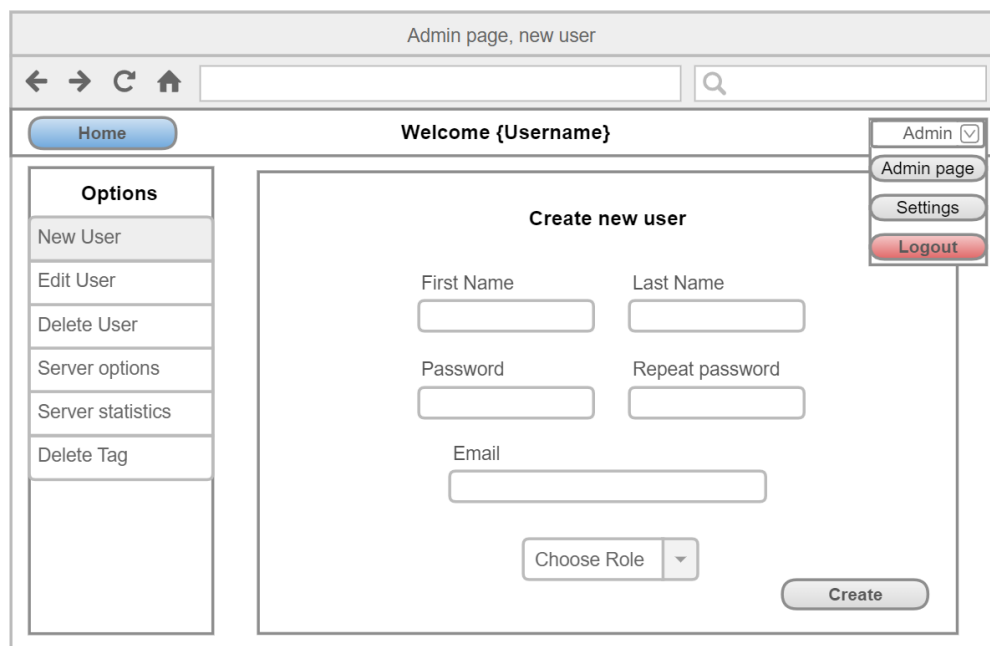 Admin page, new user
Home
Welcome {Username}
Admin
Admin page
Settings
Logout
Options
New User
Edit User
Delete User
Server options
Server statistics
Delete Tag
Create new user
First Name
Last Name
Password
Repeat password
Email
Choose Role
Create